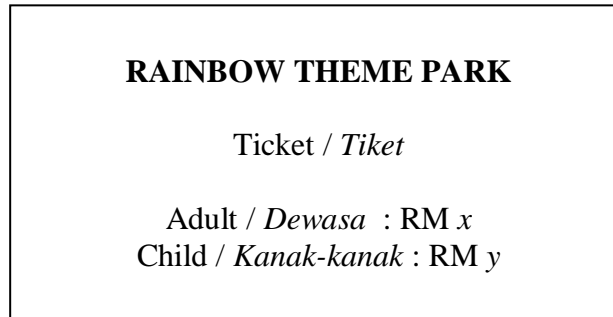 RAINBOW THEME PARK
Ticket / Tiket
Adult / Dewasa : RM x
Child / Kanak-kanak : RM y